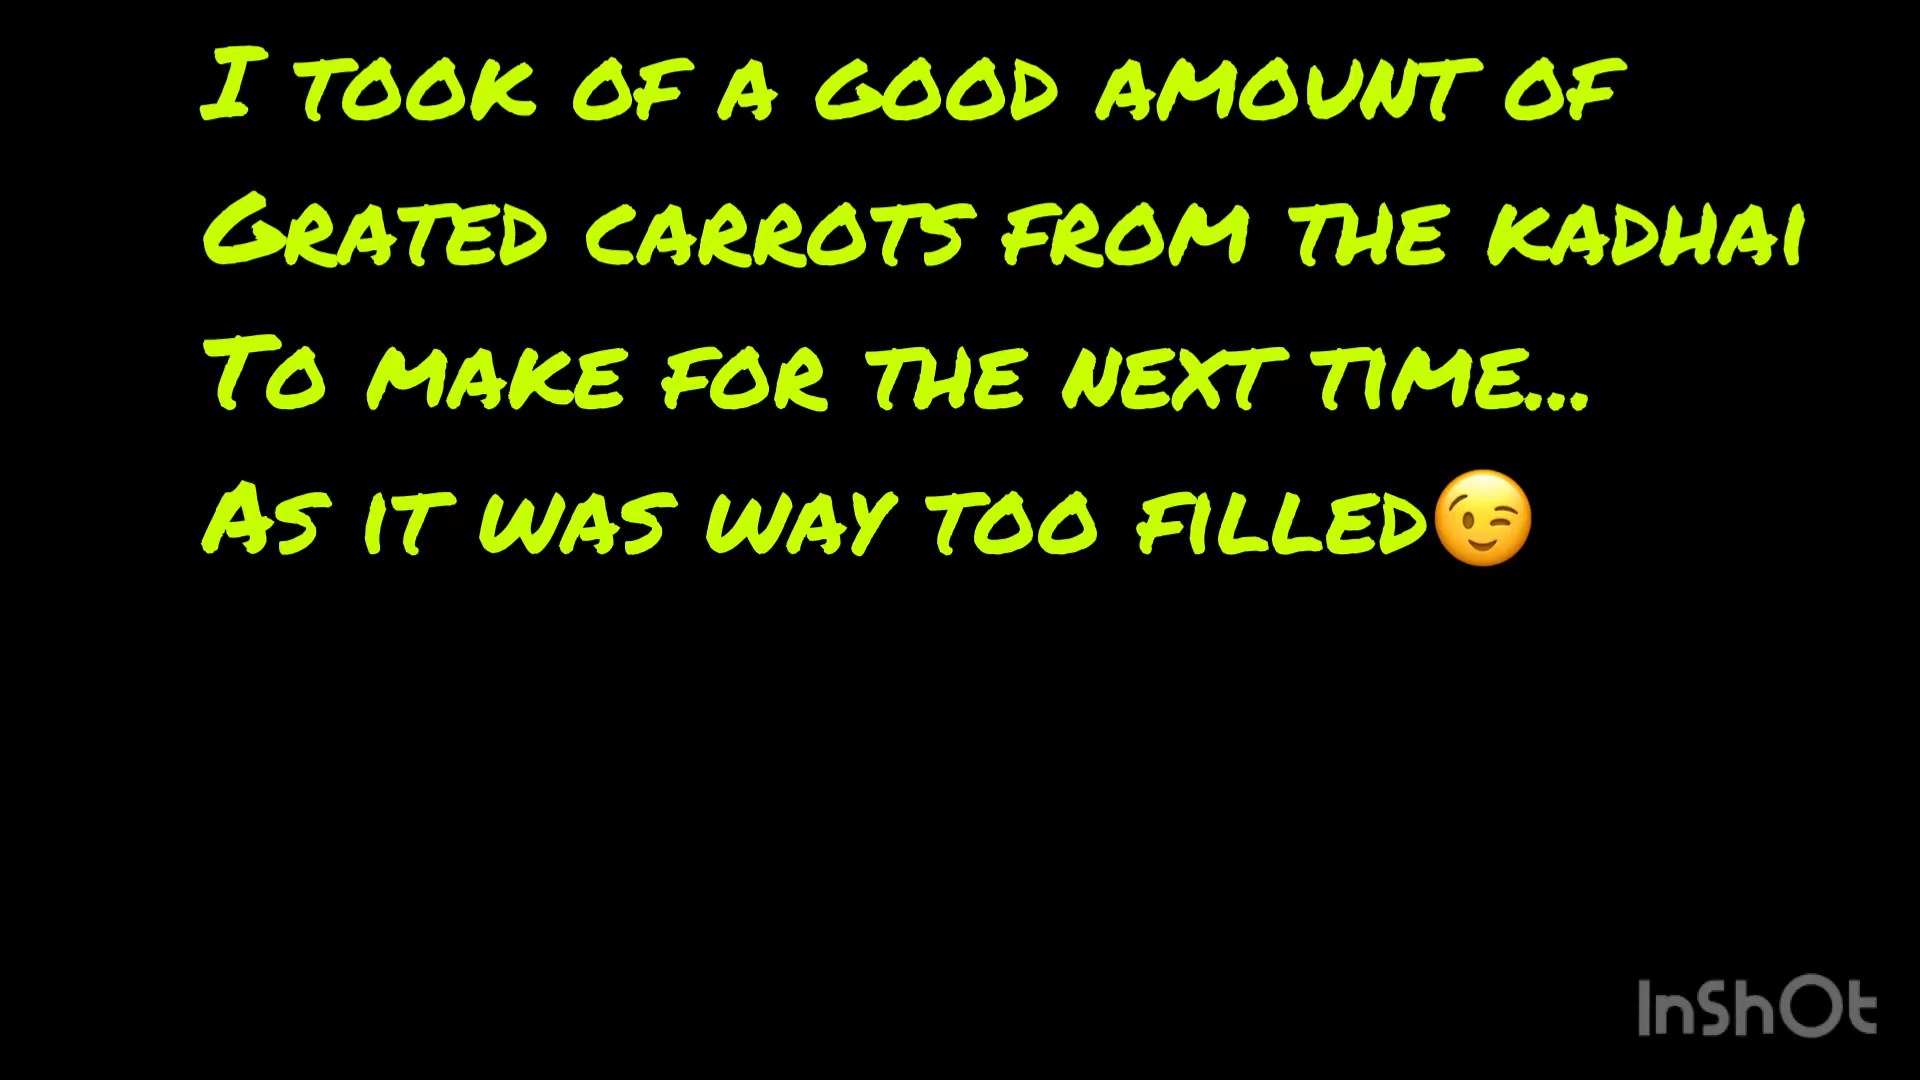 I took of a good amount of
Grated carrots from the kadhai
To make for the next time...
As it was way too filled😉
InShOt